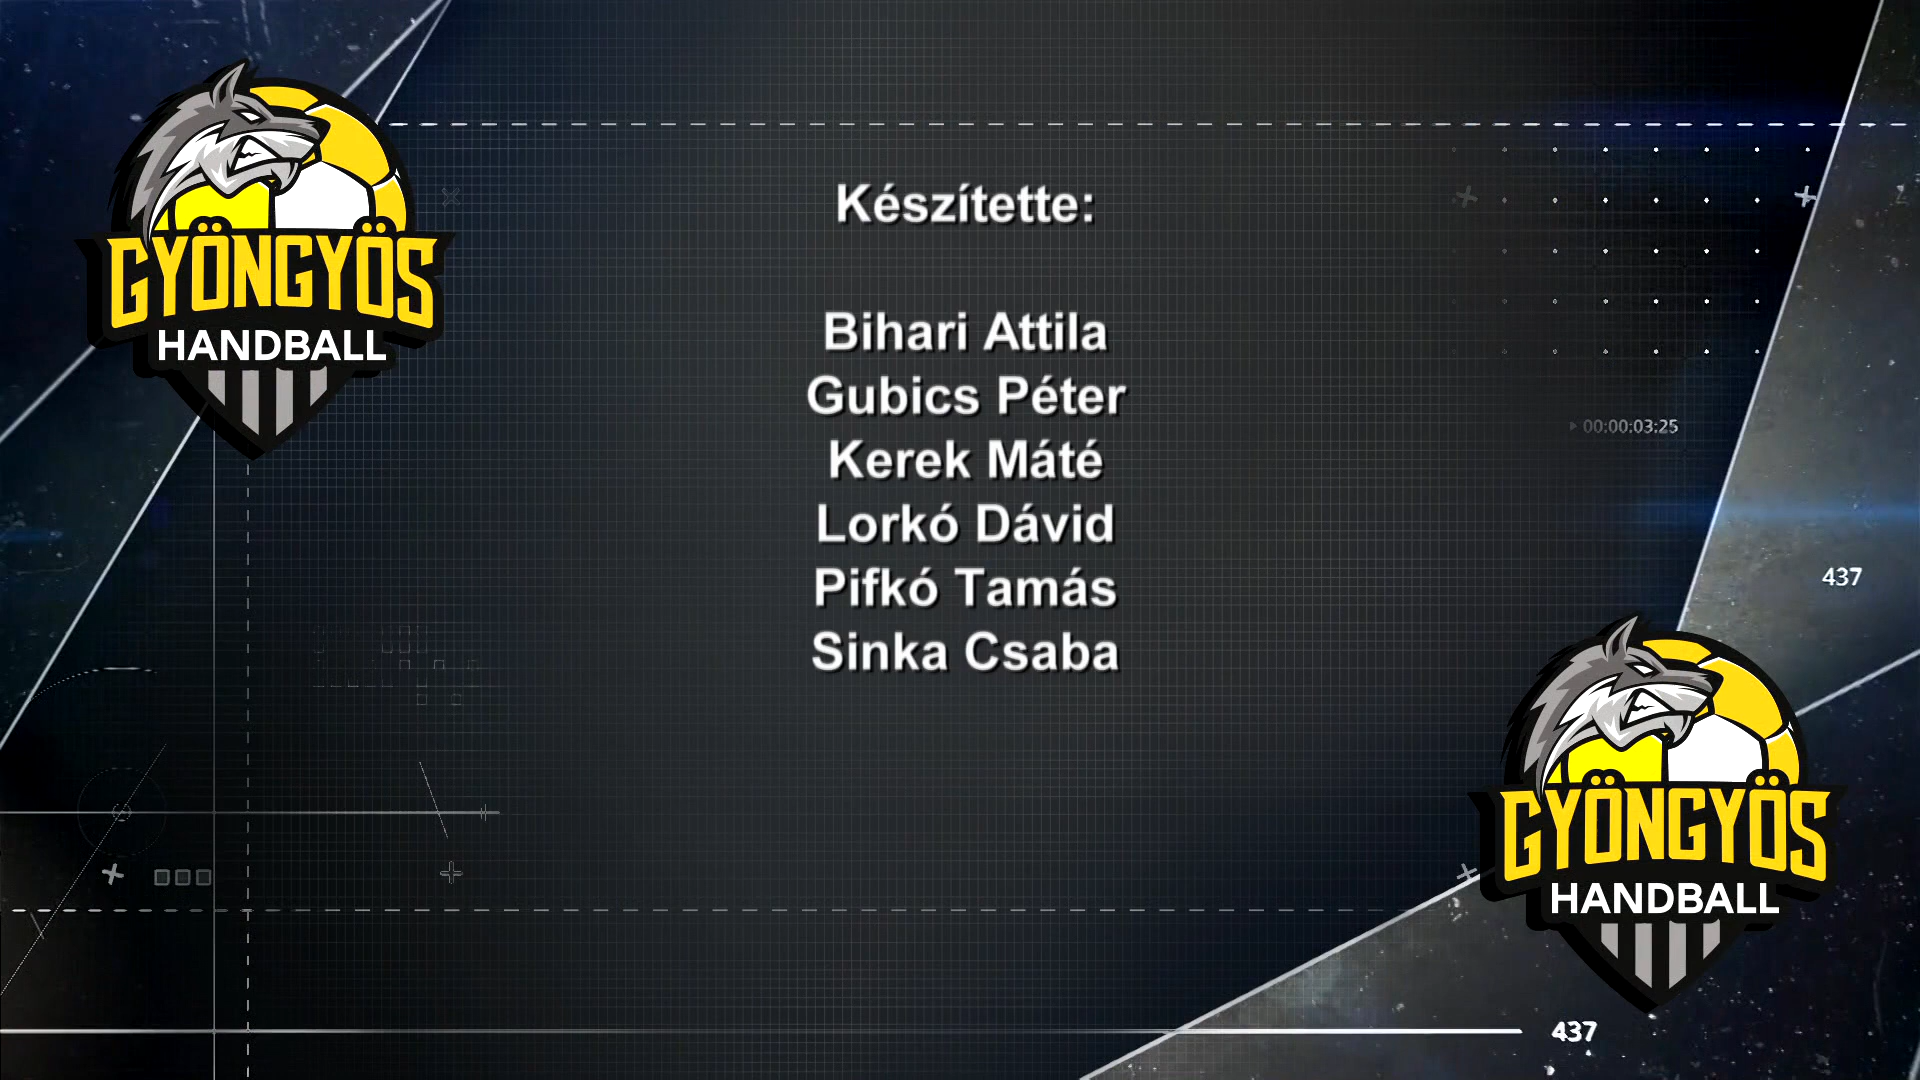 GYÖNGYÖS
HANDBALL
Készítette:
Bihari Attila
Gubics Péter
Kerek Máté
Lorkó Dávid
Pifkó Tamás
Sinka Csaba
00:00:03:25
437
GYÖNGYÖS
HANDBALL
437